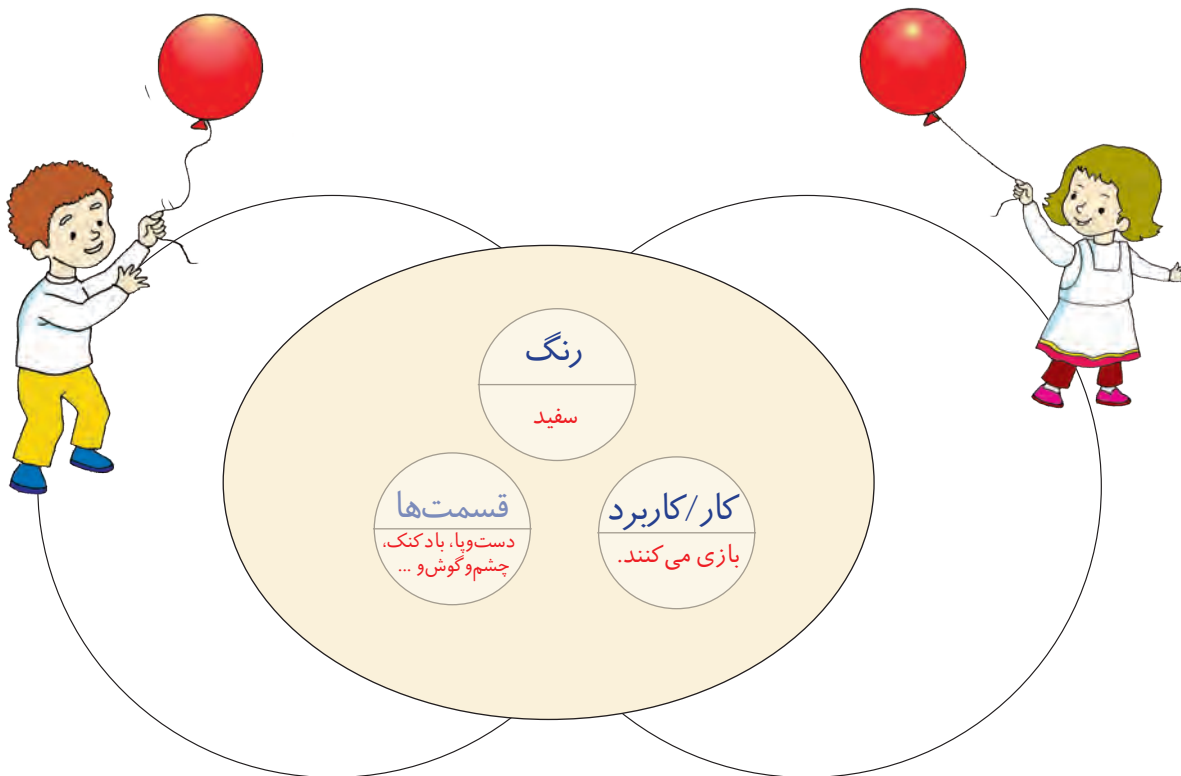 رنگ
سفید
کار/کاربرد
بازی می‌کنند.
قسمت‌ها
دست‌وپا، بادکنک،
چشم‌وگوش‌و ...